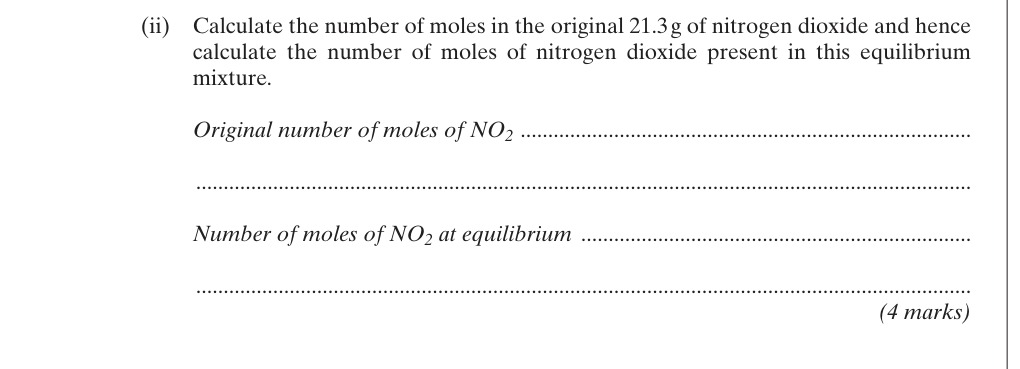 (ii) Calculate the number of moles in the original 21.3 g of nitrogen dioxide and hence
calculate the number of moles of nitrogen dioxide present in this equilibrium
mixture.
Original number of moles of NO₂ ..................................................................................
..............................................................................................................................................
Number of moles of NO₂ at equilibrium .......................................................................
..............................................................................................................................................
(4 marks)